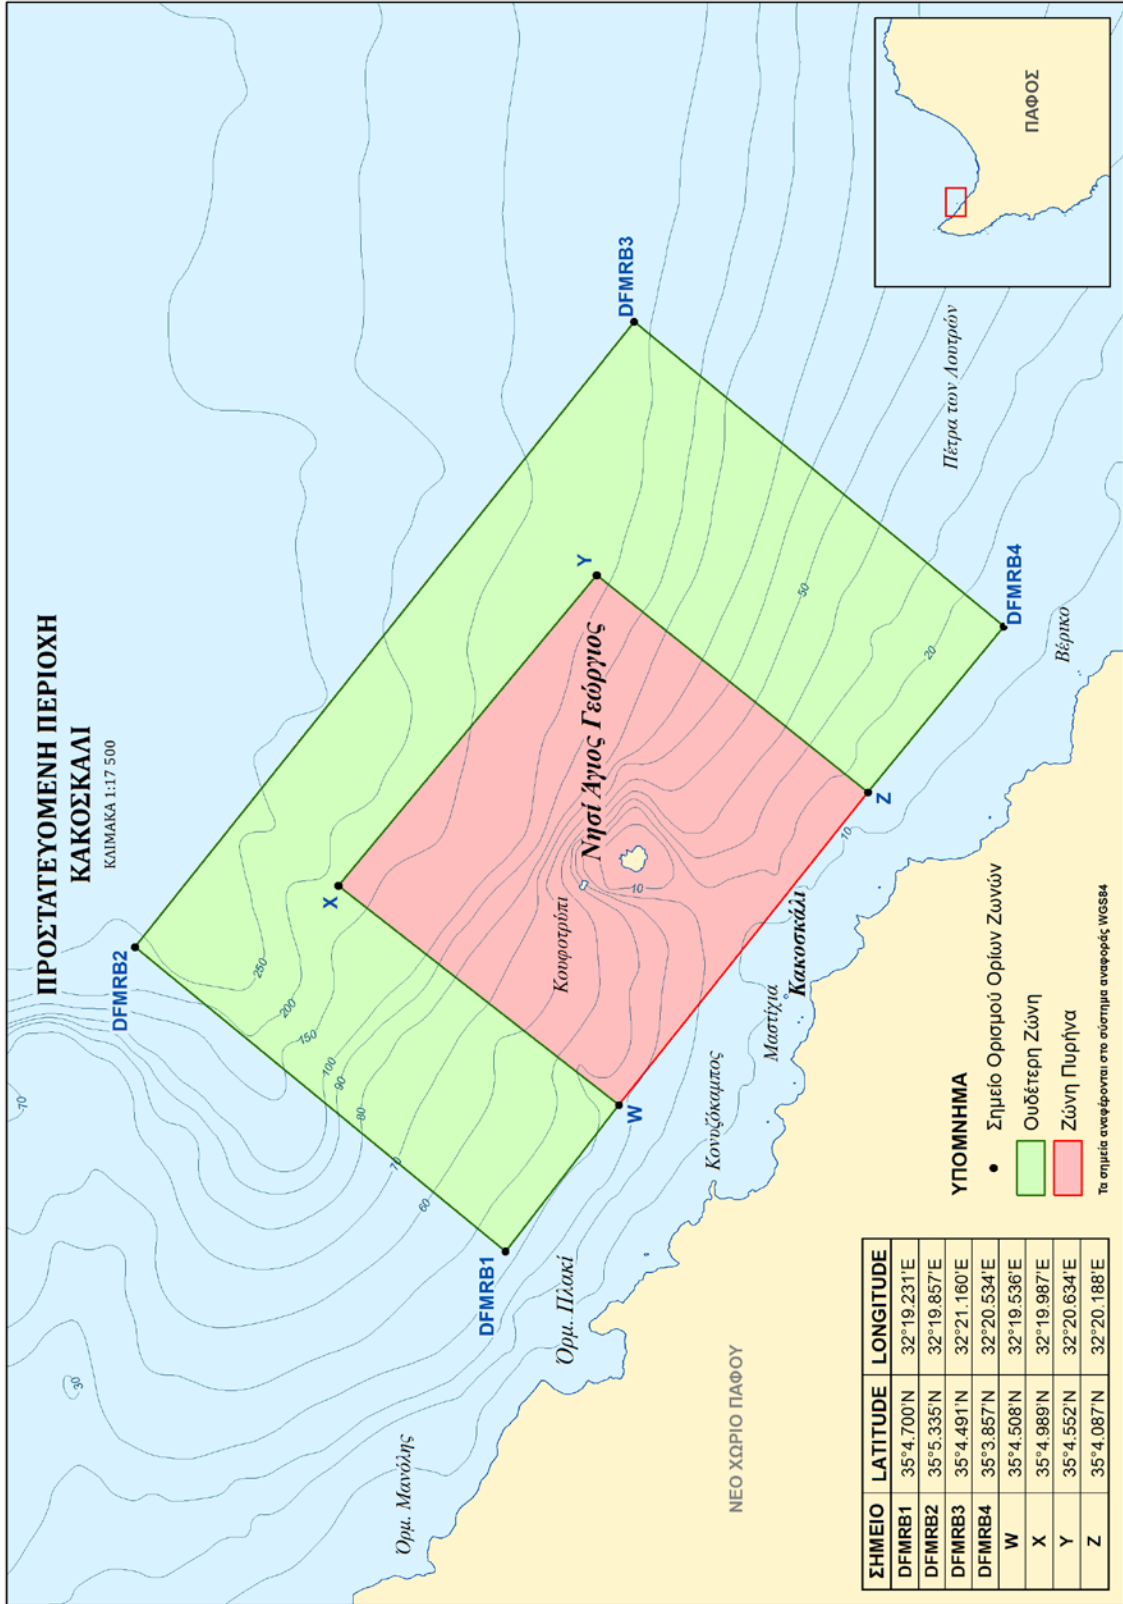 ΠΡΟΣΤΑΤΕΥΟΜΕΝΗ ΠΕΡΙΟΧΗ
ΚΑΚΟΣΚΑΛΙ
ΚΛΙΜΑΚΑ 1:17 500
DFMRB2
DFMRB3
DFMRB1
DFMRB4
X
Y
W
Z
Νησί Άγιος Γεώργιος
Κουφοτρύπι
Όρμ. Μανόλης
Όρμ. Πλακί
Κονυζόκαμπος
Μαστίχια
Κακοσκάλι
Βέρικο
Πέτρα των Λουτρών
ΝΕΟ ΧΩΡΙΟ ΠΑΦΟΥ
ΠΑΦΟΣ
70
30
250
200
150
100
90
80
70
60
10
10
20
50
ΥΠΟΜΝΗΜΑ
Σημείο Ορισμού Ορίων Ζωνών
Ουδέτερη Ζώνη
Ζώνη Πυρήνα
Τα σημεία αναφέρονται στο σύστημα αναφοράς WGS84
ΣΗΜΕΙΟ LATITUDE LONGITUDE
DFMRB1 35°4.700'N 32°19.231'E
DFMRB2 35°5.335'N 32°19.857'E
DFMRB3 35°4.491'N 32°21.160'E
DFMRB4 35°3.857'N 32°20.534'E
W 35°4.508'N 32°19.536'E
X 35°4.989'N 32°19.987'E
Y 35°4.552'N 32°20.634'E
Z 35°4.087'N 32°20.188'E